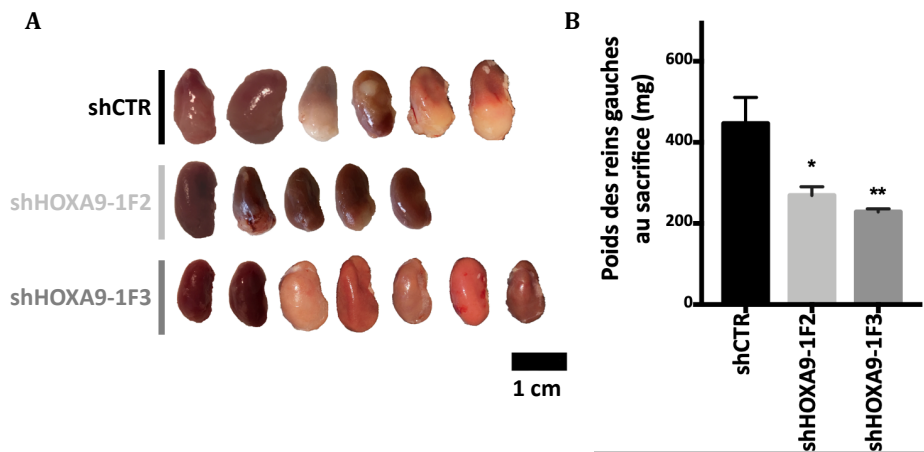 A
shCTR
shHOXA9-1F2
shHOXA9-1F3
1 cm
B
Poids des reins gauches
au sacrifice (mg)
600
400
200
0
*
**
shCTR
shHOXA9-1F2
shHOXA9-1F3